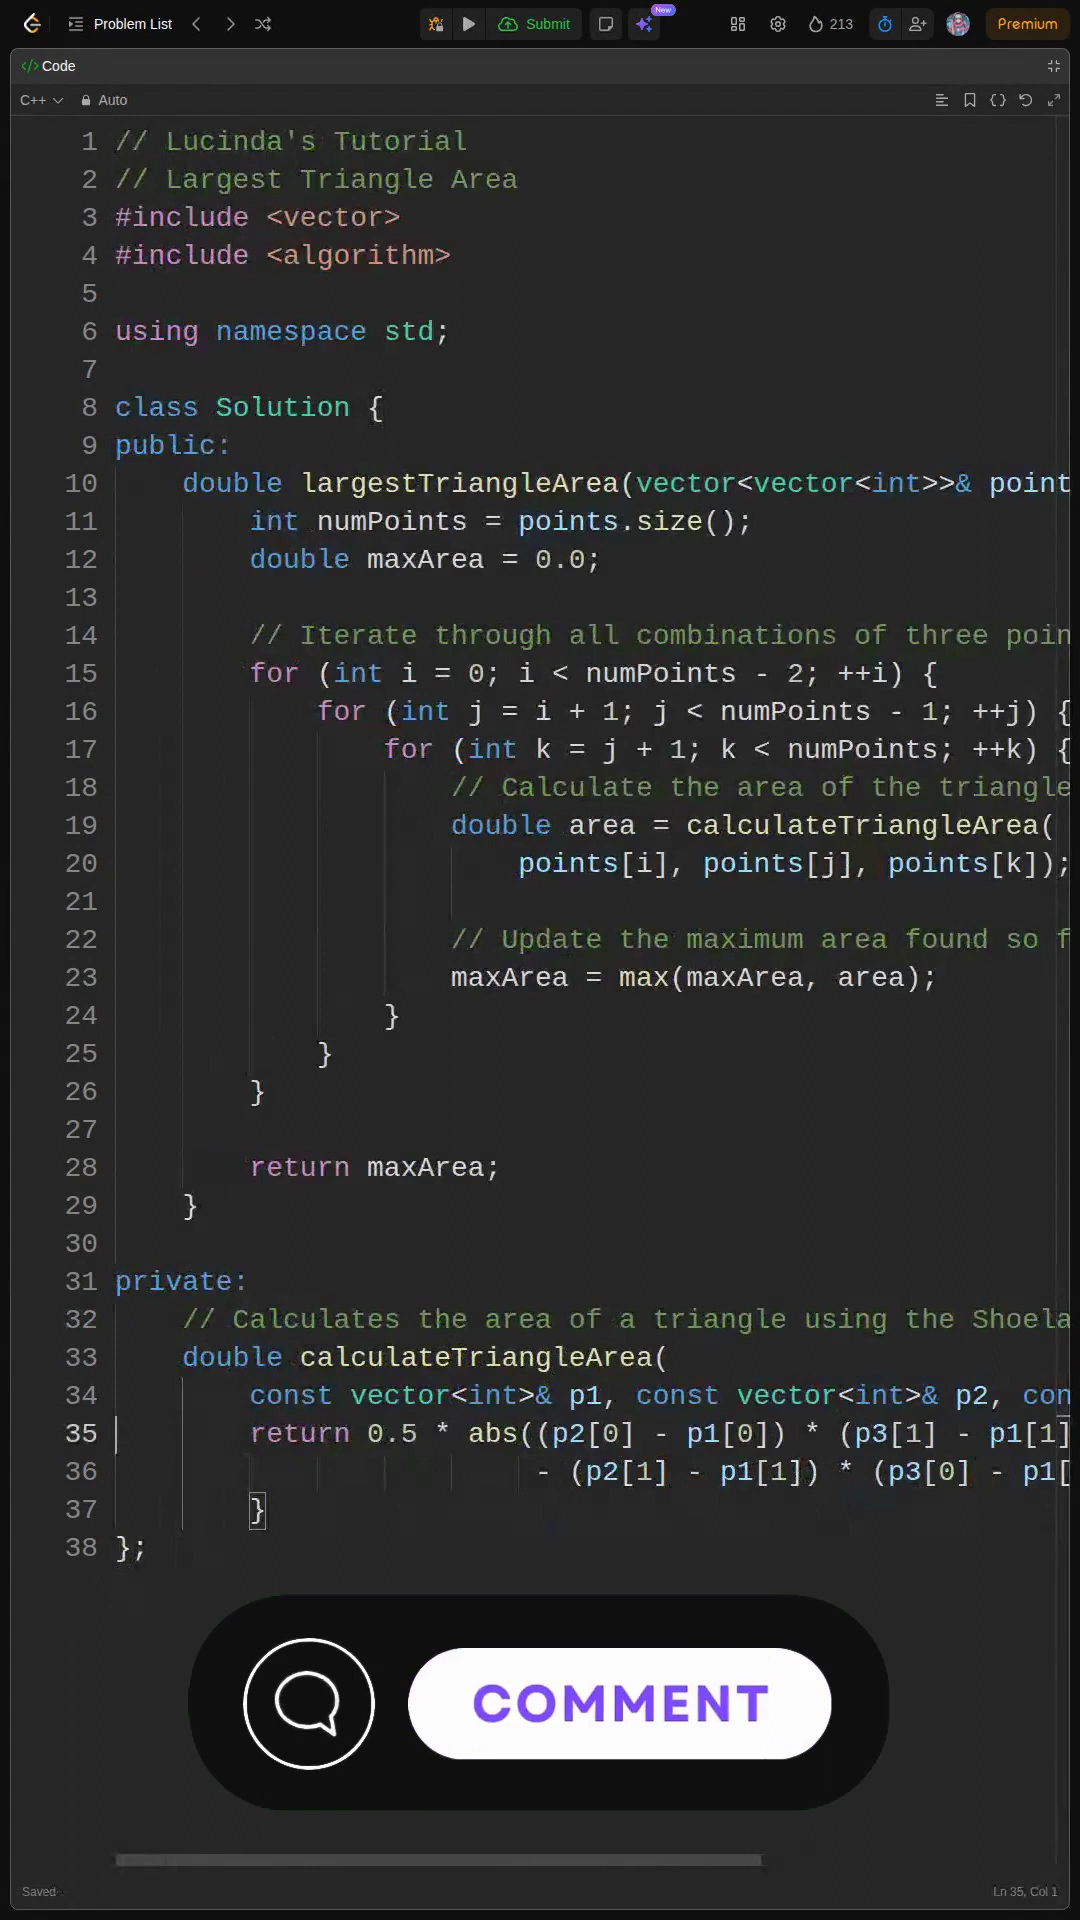 Problem List
Submit
New
213
Premium
</> Code
C++
Auto
1 // Lucinda's Tutorial
2 // Largest Triangle Area
3 #include <vector>
4 #include <algorithm>
5
6 using namespace std;
7
8 class Solution {
9 public:
10 double largestTriangleArea(vector<vector<int>>& point
11 int numPoints = points.size();
12 double maxArea = 0.0;
13
14 // Iterate through all combinations of three poin
15 for (int i = 0; i < numPoints - 2; ++i) {
16 for (int j = i + 1; j < numPoints - 1; ++j) {
17 for (int k = j + 1; k < numPoints; ++k) {
18 // Calculate the area of the triangle
19 double area = calculateTriangleArea(
20 points[i], points[j], points[k]);
21
22 // Update the maximum area found so f
23 maxArea = max(maxArea, area);
24 }
25 }
26 }
27
28 return maxArea;
29 }
30
31 private:
32 // Calculates the area of a triangle using the Shoela
33 double calculateTriangleArea(
34 const vector<int>& p1, const vector<int>& p2, con
35 return 0.5 * abs((p2[0] - p1[0]) * (p3[1] - p1[1]
36 - (p2[1] - p1[1]) * (p3[0] - p1[
37 }
38 };
COMMENT
Saved
Ln 35, Col 1